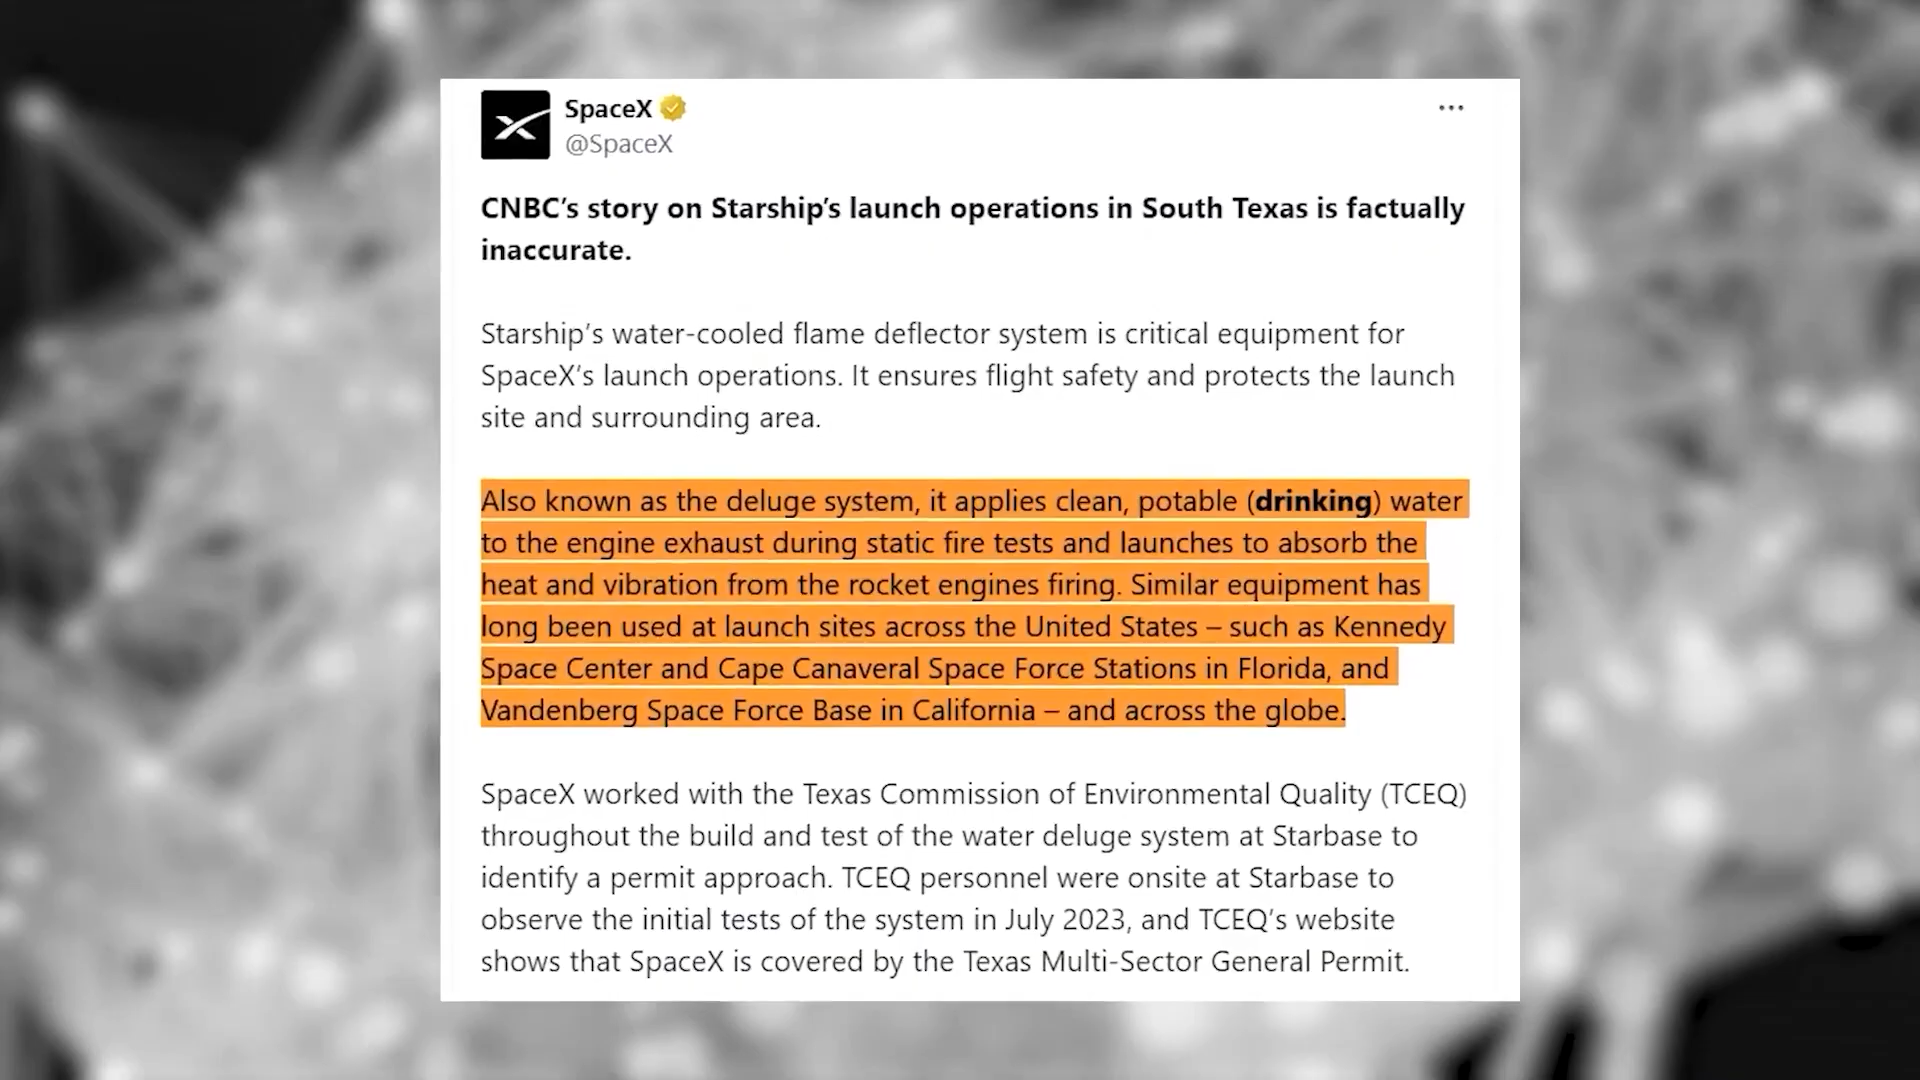 SpaceX
@SpaceX
CNBC’s story on Starship’s launch operations in South Texas is factually
inaccurate.
Starship’s water-cooled flame deflector system is critical equipment for
SpaceX’s launch operations. It ensures flight safety and protects the launch
site and surrounding area.
Also known as the deluge system, it applies clean, potable (drinking) water
to the engine exhaust during static fire tests and launches to absorb the
heat and vibration from the rocket engines firing. Similar equipment has
long been used at launch sites across the United States – such as Kennedy
Space Center and Cape Canaveral Space Force Stations in Florida, and
Vandenberg Space Force Base in California – and across the globe.
SpaceX worked with the Texas Commission of Environmental Quality (TCEQ)
throughout the build and test of the water deluge system at Starbase to
identify a permit approach. TCEQ personnel were onsite at Starbase to
observe the initial tests of the system in July 2023, and TCEQ’s website
shows that SpaceX is covered by the Texas Multi-Sector General Permit.